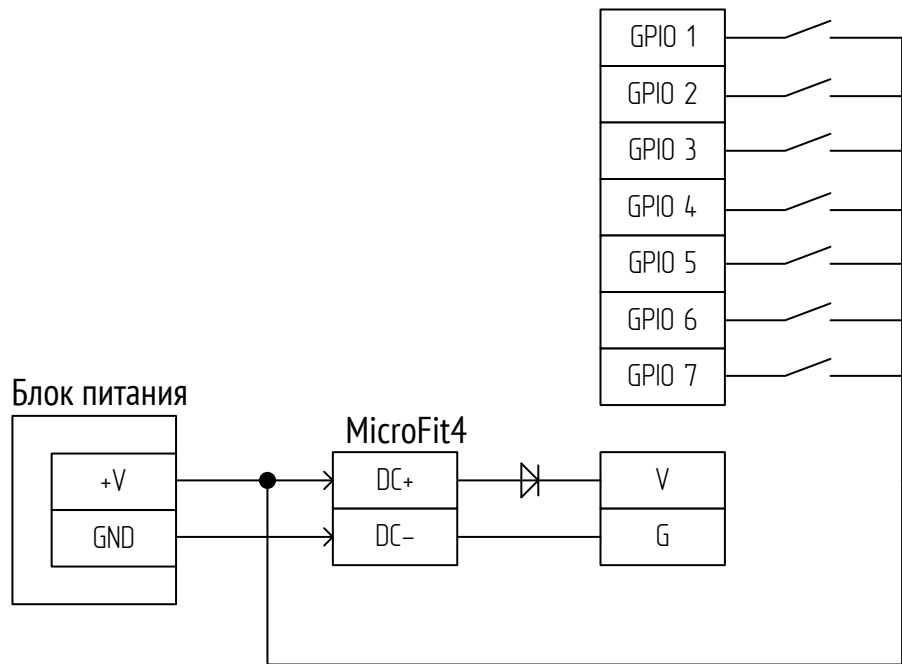 GPIO 1
GPIO 2
GPIO 3
GPIO 4
GPIO 5
GPIO 6
GPIO 7
Блок питания
MicroFit4
+V DC+ V
GND DC– G